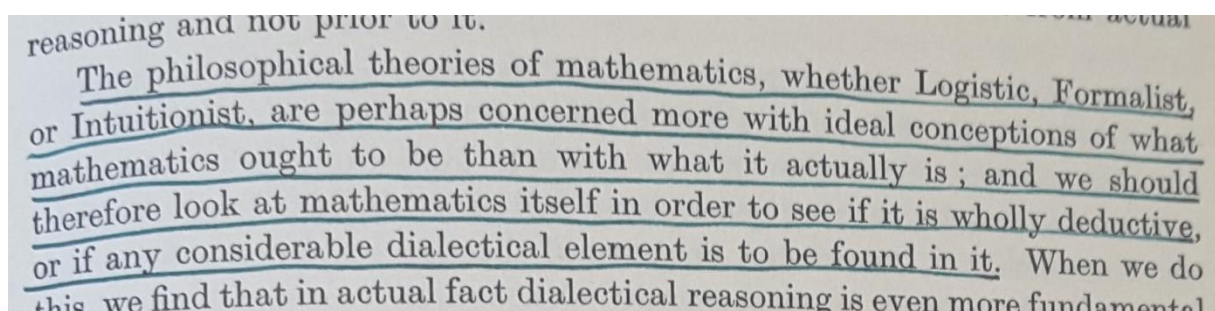 reasoning and not prior to it. actual
The philosophical theories of mathematics, whether Logistic, Formalist,
or Intuitionist, are perhaps concerned more with ideal conceptions of what
mathematics ought to be than with what it actually is ; and we should
therefore look at mathematics itself in order to see if it is wholly deductive,
or if any considerable dialectical element is to be found in it. When we do
this, we find that in actual fact dialectical reasoning is even more fundamental